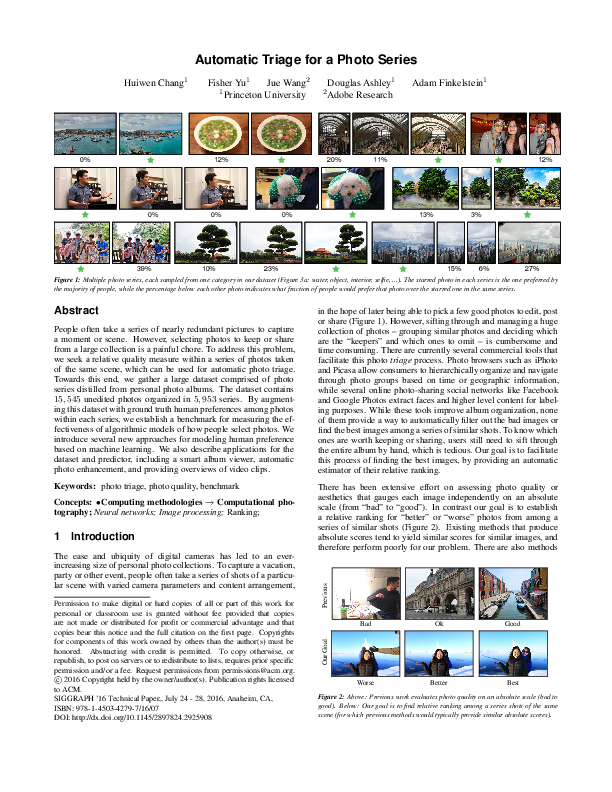 Automatic Triage for a Photo Series
Huiwen Chang1 Fisher Yu1 Jue Wang2 Douglas Ashley1 Adam Finkelstein1
1Princeton University 2Adobe Research
0% 12% 20% 11% 12%
0% 0% 0% 13% 3%
39% 10% 23% 15% 6% 27%
Figure 1: Multiple photo series, each sampled from one category in our dataset (Figure 3a: water, object, interior, selfie, ...). The starred photo in each series is the one preferred by
the majority of people, while the percentage below each other photo indicates what fraction of people would prefer that photo over the starred one in the same series.
Abstract
People often take a series of nearly redundant pictures to capture
a moment or scene. However, selecting photos to keep or share
from a large collection is a painful chore. To address this problem,
we seek a relative quality measure within a series of photos taken
of the same scene, which can be used for automatic photo triage.
Towards this end, we gather a large dataset comprised of photo
series distilled from personal photo albums. The dataset contains
15,545 unedited photos organized in 5,953 series. By augment-
ing this dataset with ground truth human preferences among photos
within each series, we establish a benchmark for measuring the ef-
fectiveness of algorithmic models of how people select photos. We
introduce several new approaches for modeling human preference
based on machine learning. We also describe applications for the
dataset and predictor, including a smart album viewer, automatic
photo enhancement, and providing overviews of video clips.
Keywords: photo triage, photo quality, benchmark
Concepts: •Computing methodologies → Computational pho-
tography; Neural networks; Image processing; Ranking;
1 Introduction
The ease and ubiquity of digital cameras has led to an ever-
increasing size of personal photo collections. To capture a vacation,
party or other event, people often take a series of shots of a particu-
lar scene with varied camera parameters and content arrangement,
Permission to make digital or hard copies of all or part of this work for
personal or classroom use is granted without fee provided that copies
are not made or distributed for profit or commercial advantage and that
copies bear this notice and the full citation on the first page. Copyrights
for components of this work owned by others than the author(s) must be
honored. Abstracting with credit is permitted. To copy otherwise, or
republish, to post on servers or to redistribute to lists, requires prior specific
permission and/or a fee. Request permissions from permissions@acm.org.
© 2016 Copyright held by the owner/author(s). Publication rights licensed
to ACM.
SIGGRAPH '16 Technical Paper,, July 24 - 28, 2016, Anaheim, CA,
ISBN: 978-1-4503-4279-7/16/07
DOI: http://dx.doi.org/10.1145/2897824.2925908
in the hope of later being able to pick a few good photos to edit, post
or share (Figure 1). However, sifting through and managing a huge
collection of photos – grouping similar photos and deciding which
are the “keepers” and which ones to omit – is cumbersome and
time consuming. There are currently several commercial tools that
facilitate this photo triage process. Photo browsers such as iPhoto
and Picasa allow consumers to hierarchically organize and navigate
through photo groups based on time or geographic information,
while several online photo-sharing social networks like Facebook
and Google Photos extract faces and higher level content for label-
ing purposes. While these tools improve album organization, none
of them provide a way to automatically filter out the bad images or
find the best images among a series of similar shots. To know which
ones are worth keeping or sharing, users still need to sift through
the entire album by hand, which is tedious. Our goal is to facilitate
this process of finding the best images, by providing an automatic
estimator of their relative ranking.
There has been extensive effort on assessing photo quality or
aesthetics that gauges each image independently on an absolute
scale (from “bad” to “good”). In contrast our goal is to establish
a relative ranking for “better” or “worse” photos from among a
series of similar shots (Figure 2). Existing methods that produce
absolute scores tend to yield similar scores for similar images, and
therefore perform poorly for our problem. There are also methods
Previous
Bad Ok Good
Our Goal
Worse Better Best
Figure 2: Above: Previous work evaluates photo quality on an absolute scale (bad to
good). Below: Our goal is to find relative ranking among a series shots of the same
scene (for which previous methods would typically provide similar absolute scores).